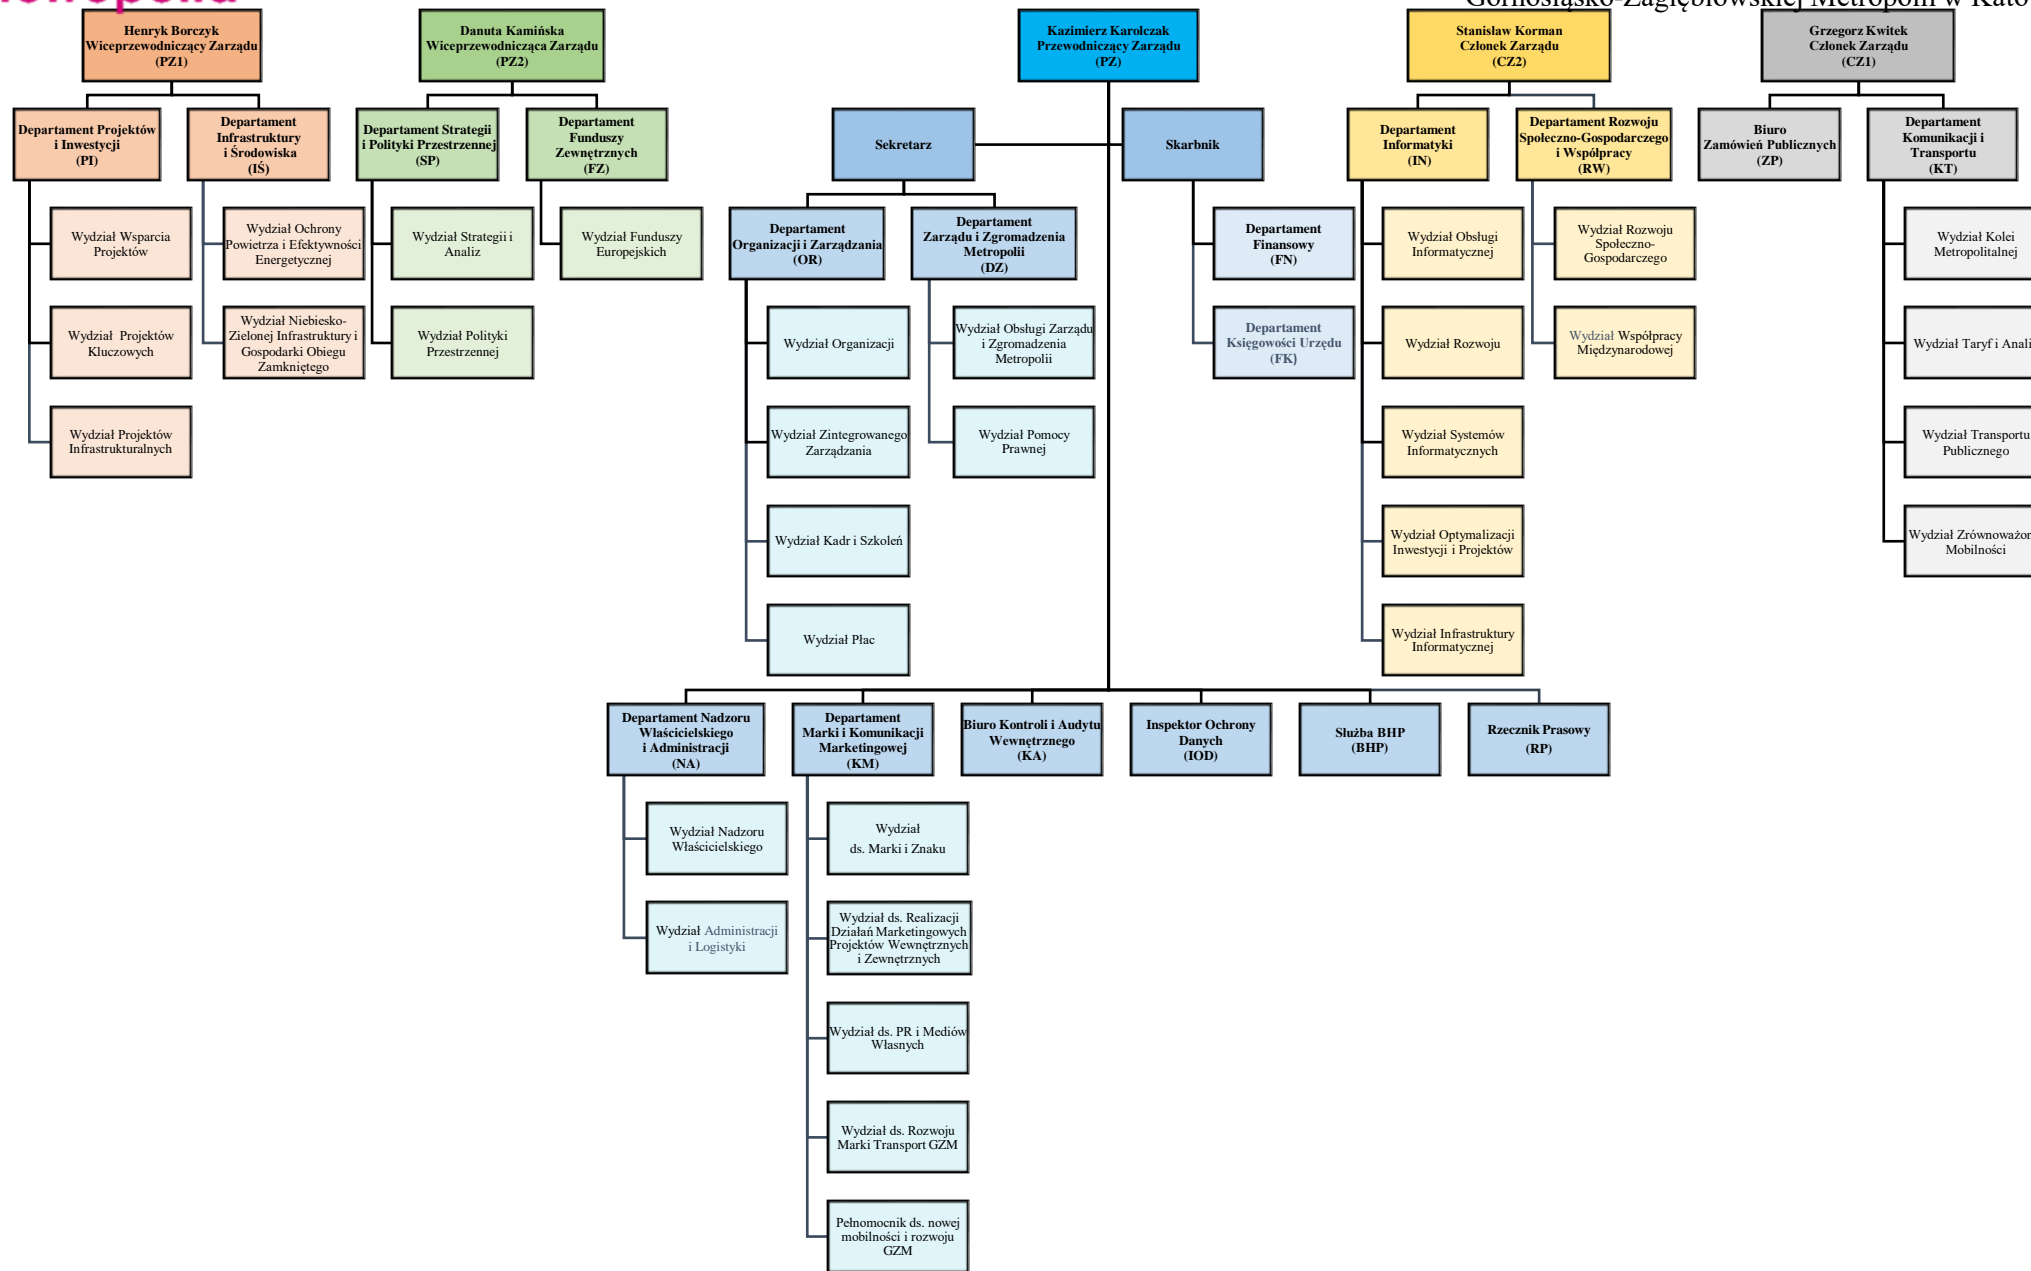 Henryk Borczyk
Wiceprzewodniczący Zarządu
(PZ1)
Danuta Kamińska
Wiceprzewodnicząca Zarządu
(PZ2)
Kazimierz Karolczak
Przewodniczący Zarządu
(PZ)
Stanisław Korman
Członek Zarządu
(CZ2)
Grzegorz Kwitek
Członek Zarządu
(CZ1)
Departament Projektów
i Inwestycji
(PI)
Departament
Infrastruktury
i Środowiska
(IŚ)
Departament Strategii
i Polityki Przestrzennej
(SP)
Departament
Funduszy
Zewnętrznych
(FZ)
Sekretarz
Skarbnik
Departament
Informatyki
(IN)
Departament Rozwoju
Społeczno-Gospodarczego
i Współpracy
(RW)
Biuro
Zamówień Publicznych
(ZP)
Departament
Komunikacji i
Transportu
(KT)
Wydział Wsparcia
Projektów
Wydział Ochrony
Powietrza i Efektywności
Energetycznej
Wydział Strategii i
Analiz
Wydział Funduszy
Europejskich
Departament
Organizacji i Zarządzania
(OR)
Departament
Zarządu i Zgromadzenia
Metropolii
(DZ)
Departament
Finansowy
(FN)
Wydział Obsługi
Informatycznej
Wydział Rozwoju
Społeczno-
Gospodarczego
Wydział Kolei
Metropolitalnej
Wydział Projektów
Kluczowych
Wydział Niebiesko-
Zielonej Infrastruktury i
Gospodarki Obiegu
Zamkniętego
Wydział Polityki
Przestrzennej
Wydział Organizacji
Wydział Obsługi Zarządu
i Zgromadzenia
Metropolii
Departament
Księgowości Urzędu
(FK)
Wydział Rozwoju
Wydział Współpracy
Międzynarodowej
Wydział Taryf i Anali
Wydział Projektów
Infrastrukturalnych
Wydział Zintegrowanego
Zarządzania
Wydział Pomocy
Prawnej
Wydział Systemów
Informatycznych
Wydział Transportu
Publicznego
Wydział Kadr i Szkoleń
Wydział Optymalizacji
Inwestycji i Projektów
Wydział Zrównoważon
Mobilności
Wydział Płac
Wydział Infrastruktury
Informatycznej
Departament Nadzoru
Właścicielskiego
i Administracji
(NA)
Departament
Marki i Komunikacji
Marketingowej
(KM)
Biuro Kontroli i Audytu
Wewnętrznego
(KA)
Inspektor Ochrony
Danych
(IOD)
Służba BHP
(BHP)
Rzecznik Prasowy
(RP)
Wydział Nadzoru
Właścicielskiego
Wydział
ds. Marki i Znaku
Wydział Administracji
i Logistyki
Wydział ds. Realizacji
Działań Marketingowych
Projektów Wewnętrznych
i Zewnętrznych
Wydział ds. PR i Mediów
Własnych
Wydział ds. Rozwoju
Marki Transport GZM
Pełnomocnik ds. nowej
mobilności i rozwoju
GZM